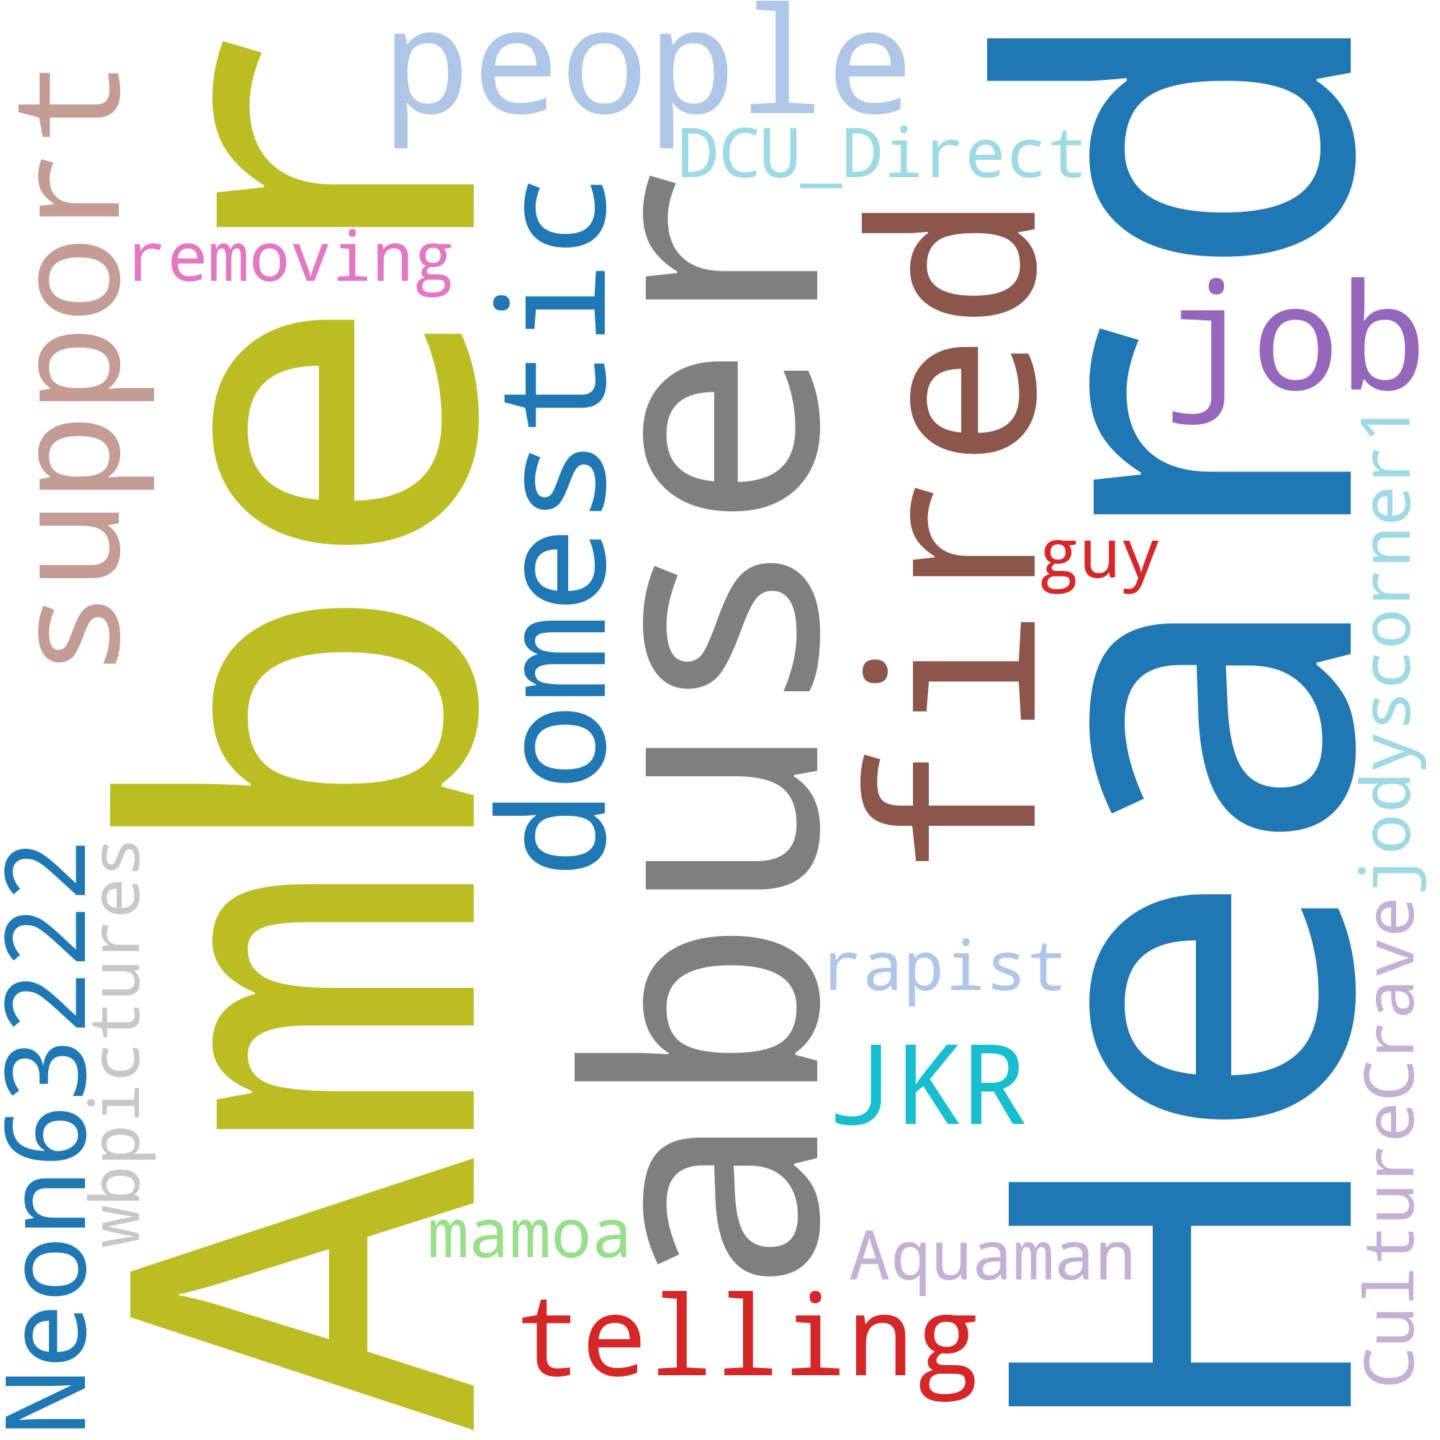 people
DCU_Direct
support
removing
Amber
domestic
abuser
fired
Heard
job
guy
jodyscorner1
Neon63222
wbpictures
rapist
JKR
CultureCrave
mamoa
Aquaman
telling